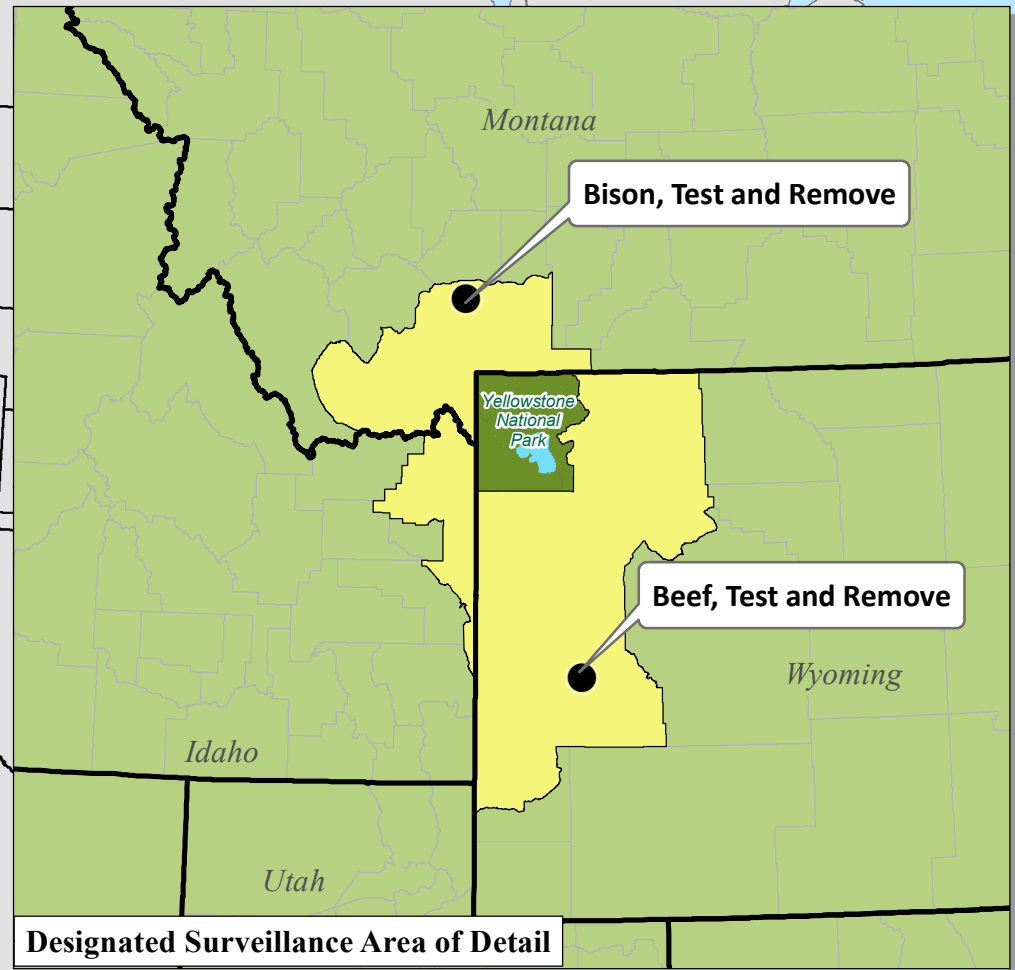 Montana
Bison, Test and Remove
Yellowstone
National
Park
Beef, Test and Remove
Wyoming
Idaho
Utah
Designated Surveillance Area of Detail